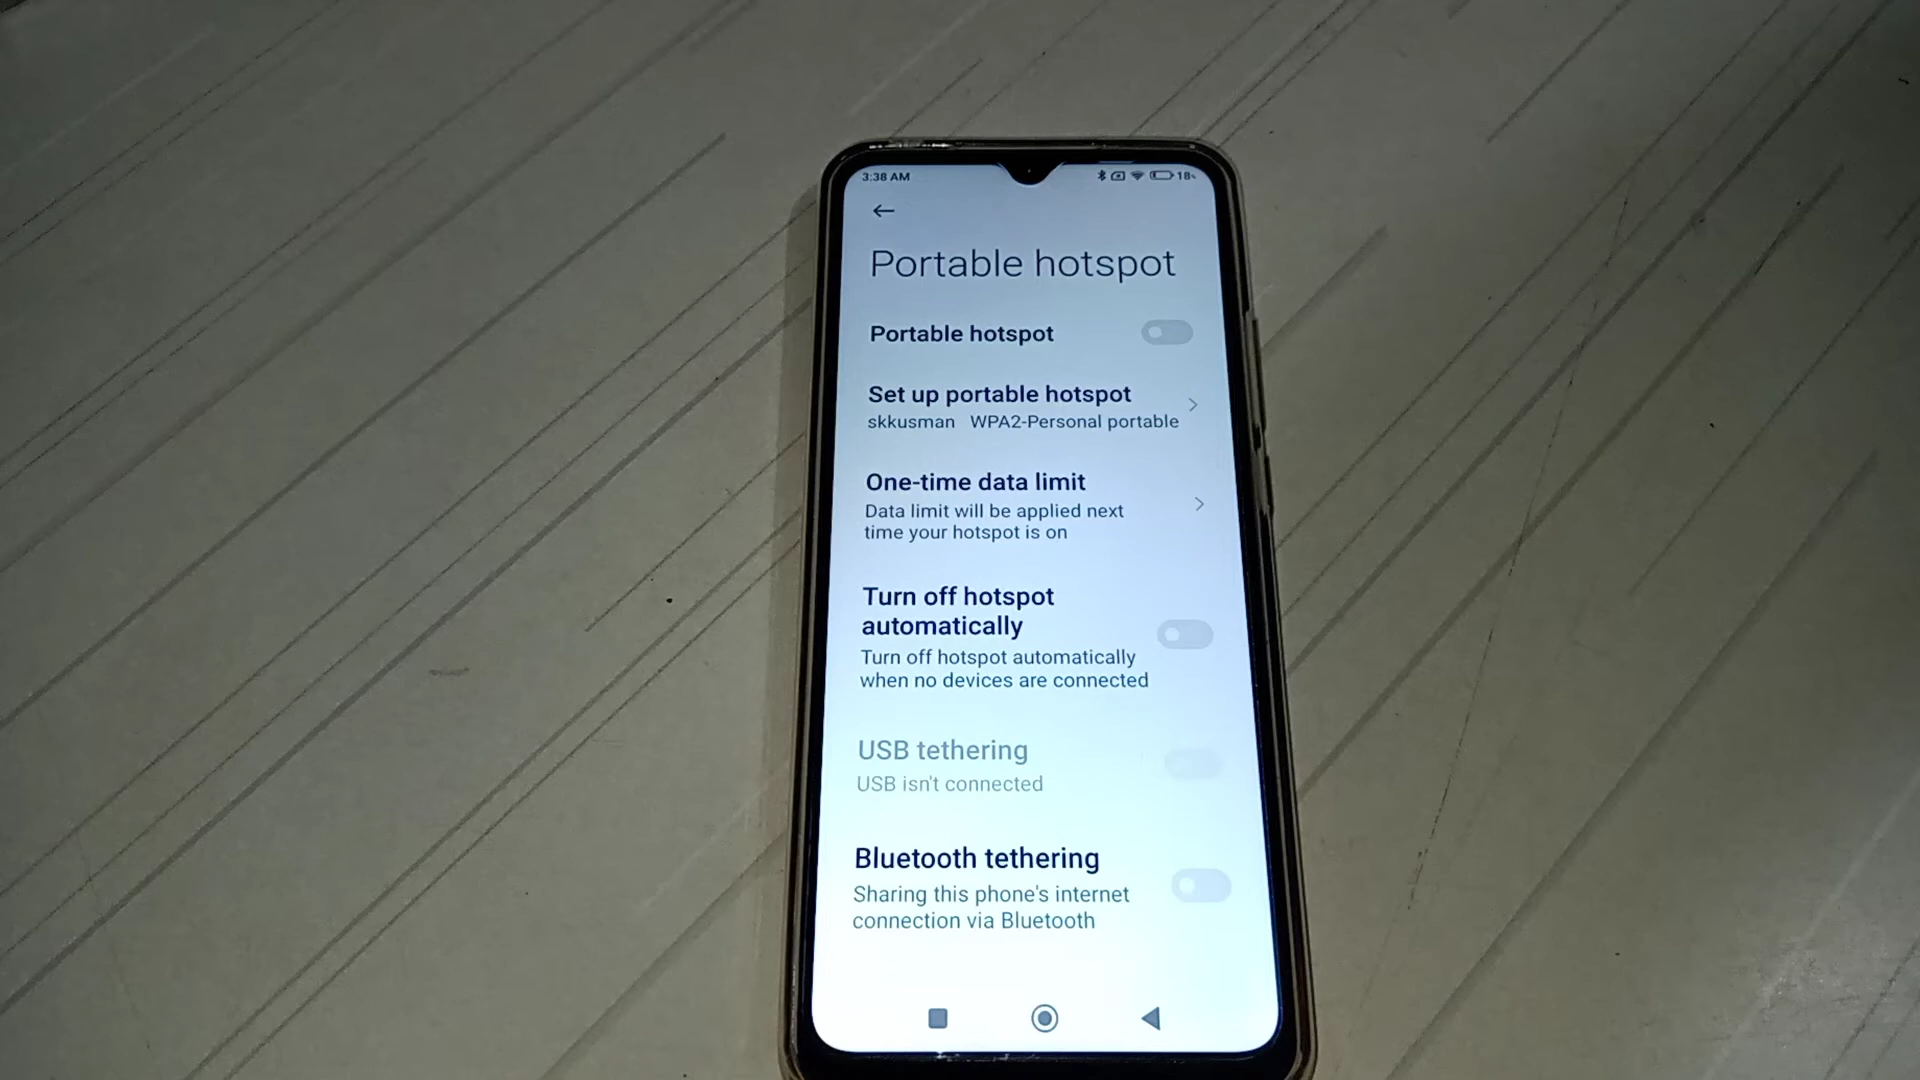 3:38 AM 18%
Portable hotspot
Portable hotspot
Set up portable hotspot
skkusman WPA2-Personal portable
One-time data limit
Data limit will be applied next
time your hotspot is on
Turn off hotspot
automatically
Turn off hotspot automatically
when no devices are connected
USB tethering
USB isn't connected
Bluetooth tethering
Sharing this phone's internet
connection via Bluetooth